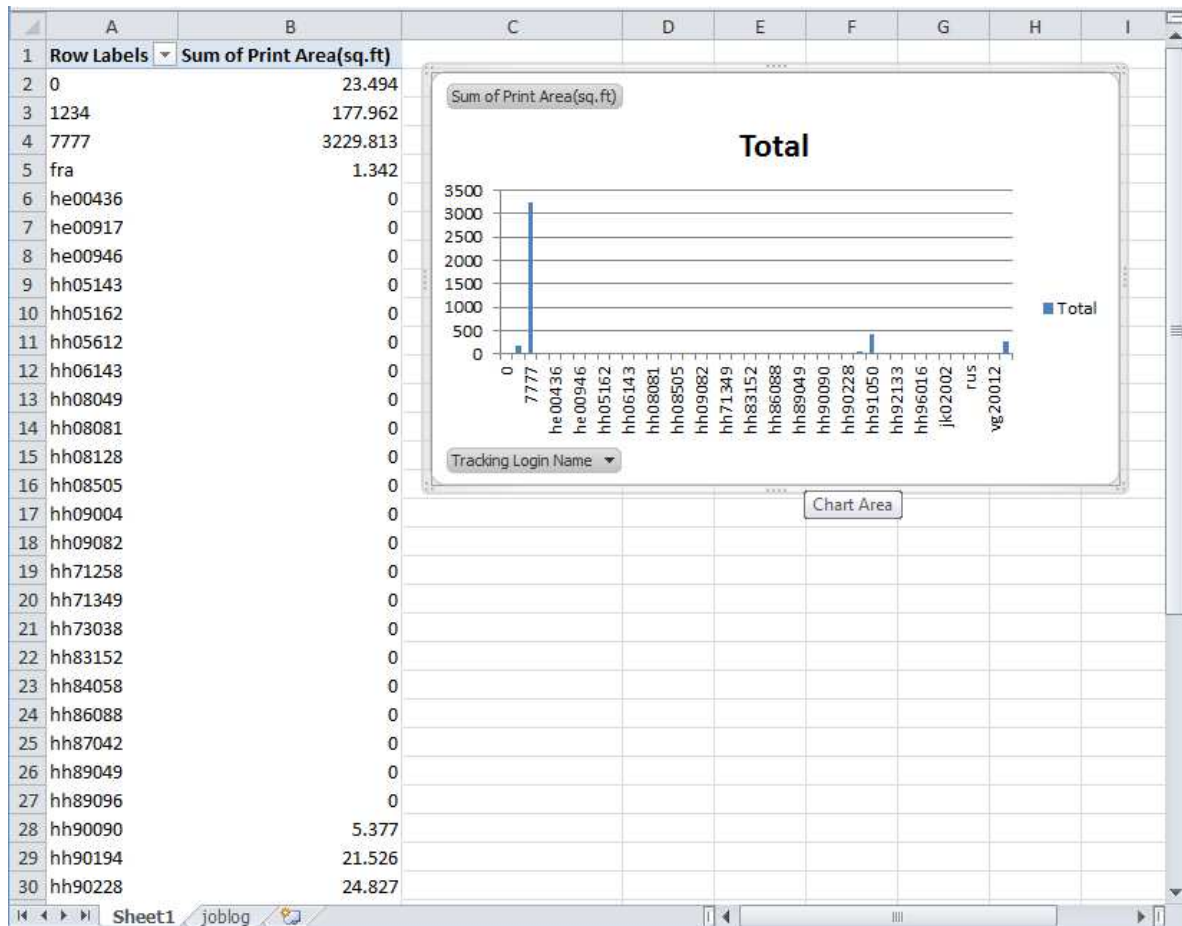 A B C D E F G H I
1 Row Labels Sum of Print Area(sq.ft)
2 0 23.494
3 1234 177.962
4 7777 3229.813
5 fra 1.342
6 he00436 0
7 he00917 0
8 he00946 0
9 hh05143 0
10 hh05162 0
11 hh05612 0
12 hh06143 0
13 hh08049 0
14 hh08081 0
15 hh08128 0
16 hh08505 0
17 hh09004 0
18 hh09082 0
19 hh71258 0
20 hh71349 0
21 hh73038 0
22 hh83152 0
23 hh84058 0
24 hh86088 0
25 hh87042 0
26 hh89049 0
27 hh89096 0
28 hh90090 5.377
29 hh90194 21.526
30 hh90228 24.827
Sum of Print Area(sq.ft)
Total
3500
3000
2500
2000
1500
1000
500
0
0 7777 he00436 he00946 hh05162 hh06143 hh08081 hh08505 hh09082 hh71349 hh83152 hh86088 hh89049 hh90090 hh90228 hh91050 hh92133 hh96016 jk02002 rus vg20012
Total
Tracking Login Name
Chart Area
Sheet1 joblog